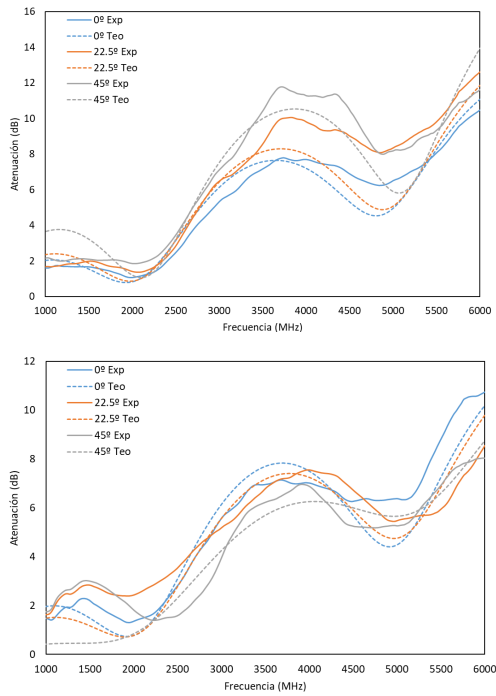 16
14
12
10
8
6
4
2
0
Atenuación (dB)
0º Exp
0º Teo
22.5º Exp
22.5º Teo
45º Exp
45º Teo
1000 1500 2000 2500 3000 3500 4000 4500 5000 5500 6000
Frecuencia (MHz)
12
10
8
6
4
2
0
Atenuación (dB)
0º Exp
0º Teo
22.5º Exp
22.5º Teo
45º Exp
45º Teo
1000 1500 2000 2500 3000 3500 4000 4500 5000 5500 6000
Frecuencia (MHz)